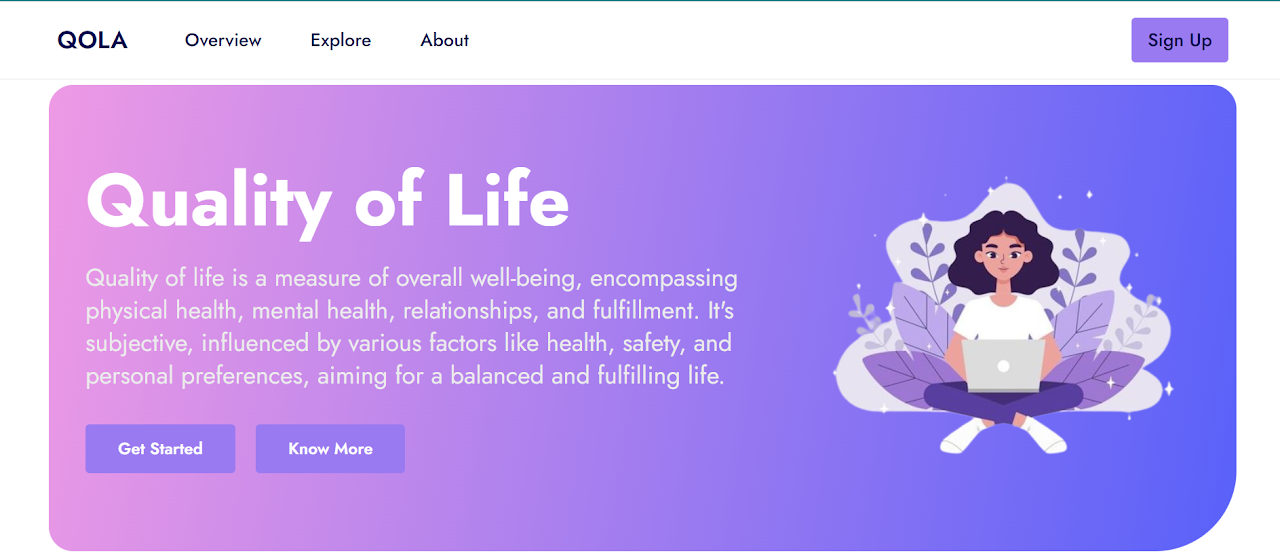 QOLA
Overview
Explore
About
Sign Up
Quality of Life
Quality of life is a measure of overall well-being, encompassing
physical health, mental health, relationships, and fulfillment. It's
subjective, influenced by various factors like health, safety, and
personal preferences, aiming for a balanced and fulfilling life.
Get Started
Know More